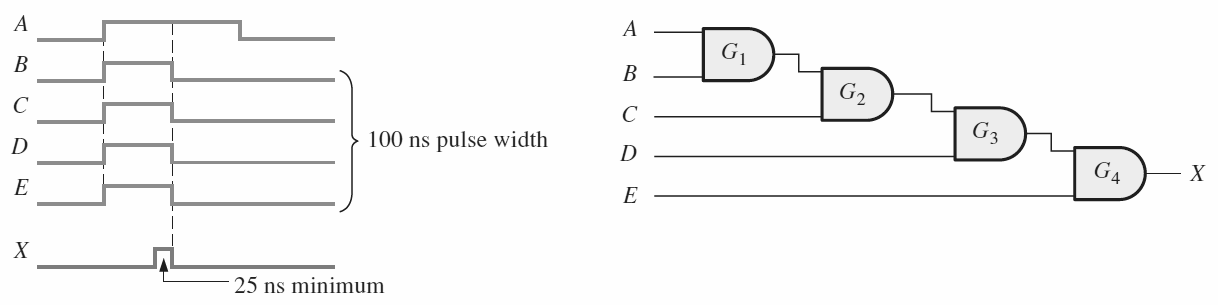 A
B
C
D
E
X
100 ns pulse width
25 ns minimum
A
B
C
D
E
G1
G2
G3
G4
X